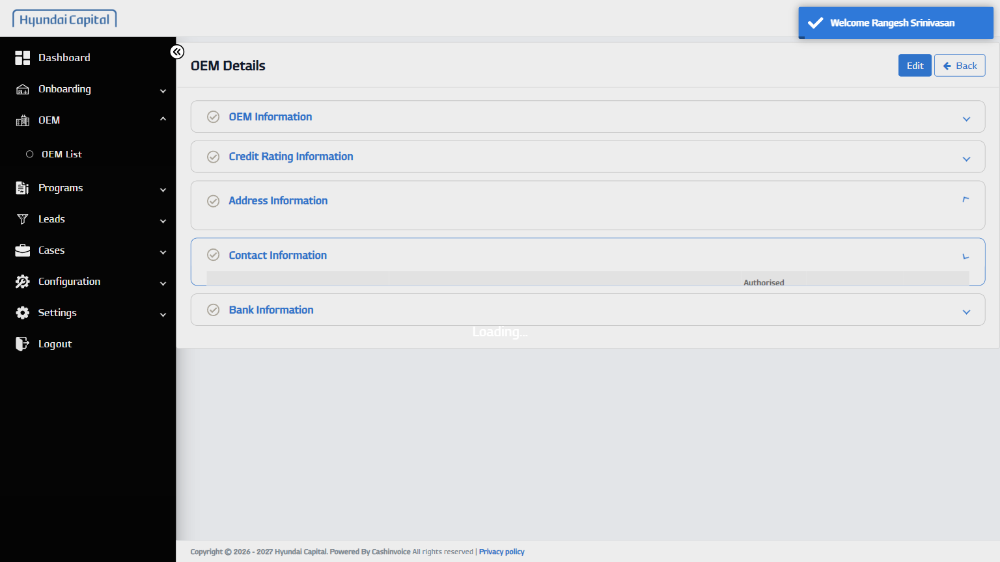 Hyundai Capital
Welcome Rangesh Srinivasan
Dashboard
Onboarding
OEM
OEM List
Programs
Leads
Cases
Configuration
Settings
Logout
OEM Details
Edit
Back
OEM Information
Credit Rating Information
Address Information
Contact Information
Authorised
Bank Information
Loading...
Copyright © 2026 - 2027 Hyundai Capital. Powered By Cashinvoice All rights reserved | Privacy policy